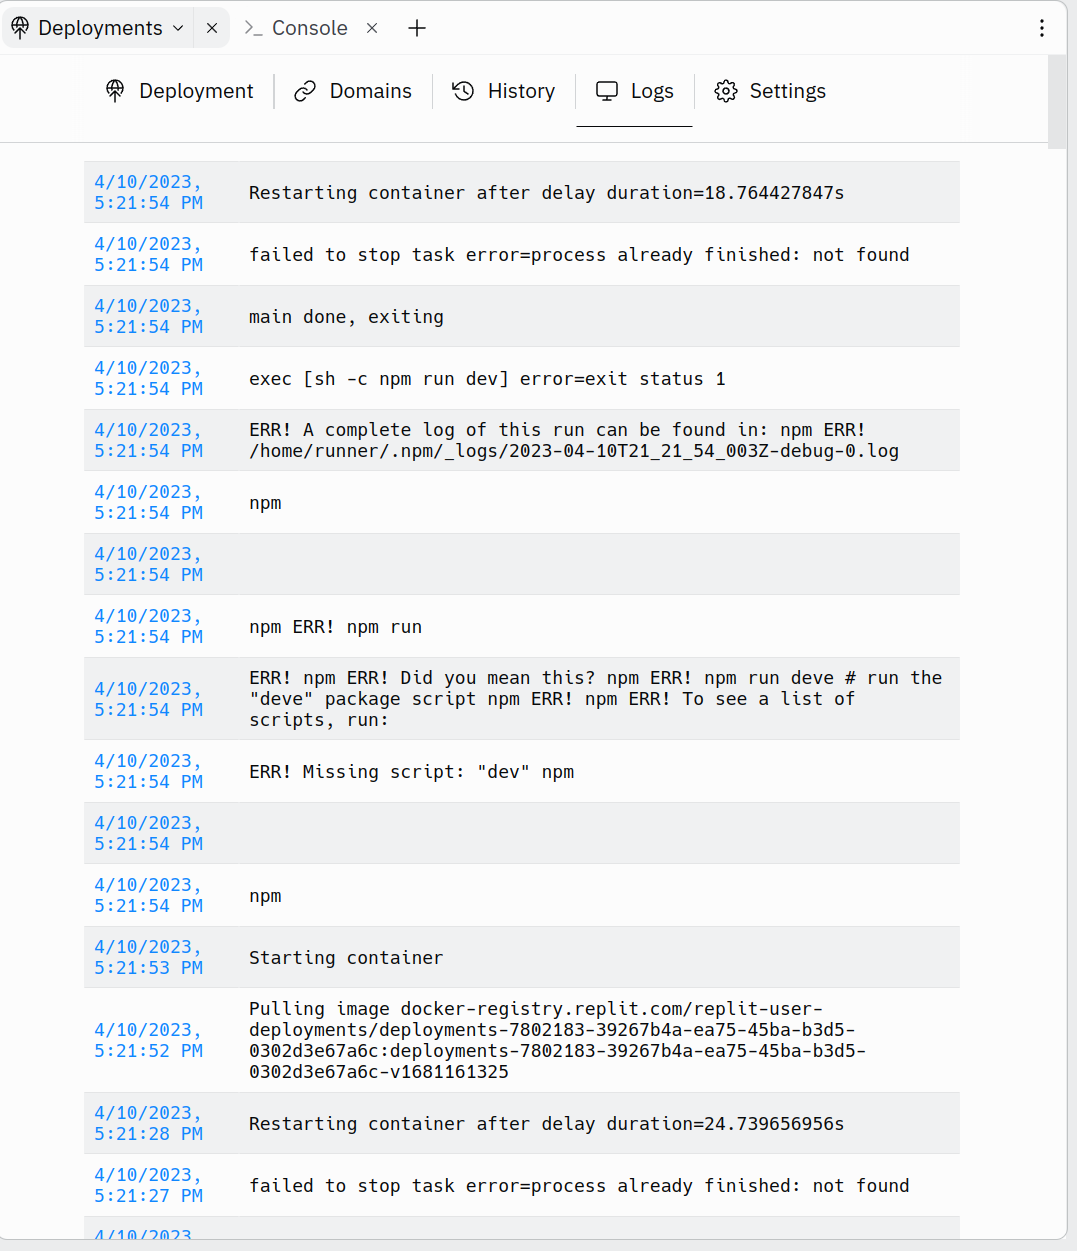 Deployments
Console
Deployment
Domains
History
Logs
Settings
4/10/2023,
5:21:54 PM
Restarting container after delay duration=18.764427847s
4/10/2023,
5:21:54 PM
failed to stop task error=process already finished: not found
4/10/2023,
5:21:54 PM
main done, exiting
4/10/2023,
5:21:54 PM
exec [sh -c npm run dev] error=exit status 1
4/10/2023,
5:21:54 PM
ERR! A complete log of this run can be found in: npm ERR!
/home/runner/.npm/_logs/2023-04-10T21_21_54_003Z-debug-0.log
4/10/2023,
5:21:54 PM
npm
4/10/2023,
5:21:54 PM
4/10/2023,
5:21:54 PM
npm ERR! npm run
4/10/2023,
5:21:54 PM
ERR! npm ERR! Did you mean this? npm ERR! npm run deve # run the
"deve" package script npm ERR! npm ERR! To see a list of
scripts, run:
4/10/2023,
5:21:54 PM
ERR! Missing script: "dev" npm
4/10/2023,
5:21:54 PM
4/10/2023,
5:21:54 PM
npm
4/10/2023,
5:21:53 PM
Starting container
4/10/2023,
5:21:52 PM
Pulling image docker-registry.replit.com/replit-user-
deployments/deployments-7802183-39267b4a-ea75-45ba-b3d5-
0302d3e67a6c:deployments-7802183-39267b4a-ea75-45ba-b3d5-
0302d3e67a6c-v1681161325
4/10/2023,
5:21:28 PM
Restarting container after delay duration=24.739656956s
4/10/2023,
5:21:27 PM
failed to stop task error=process already finished: not found
4/10/2023